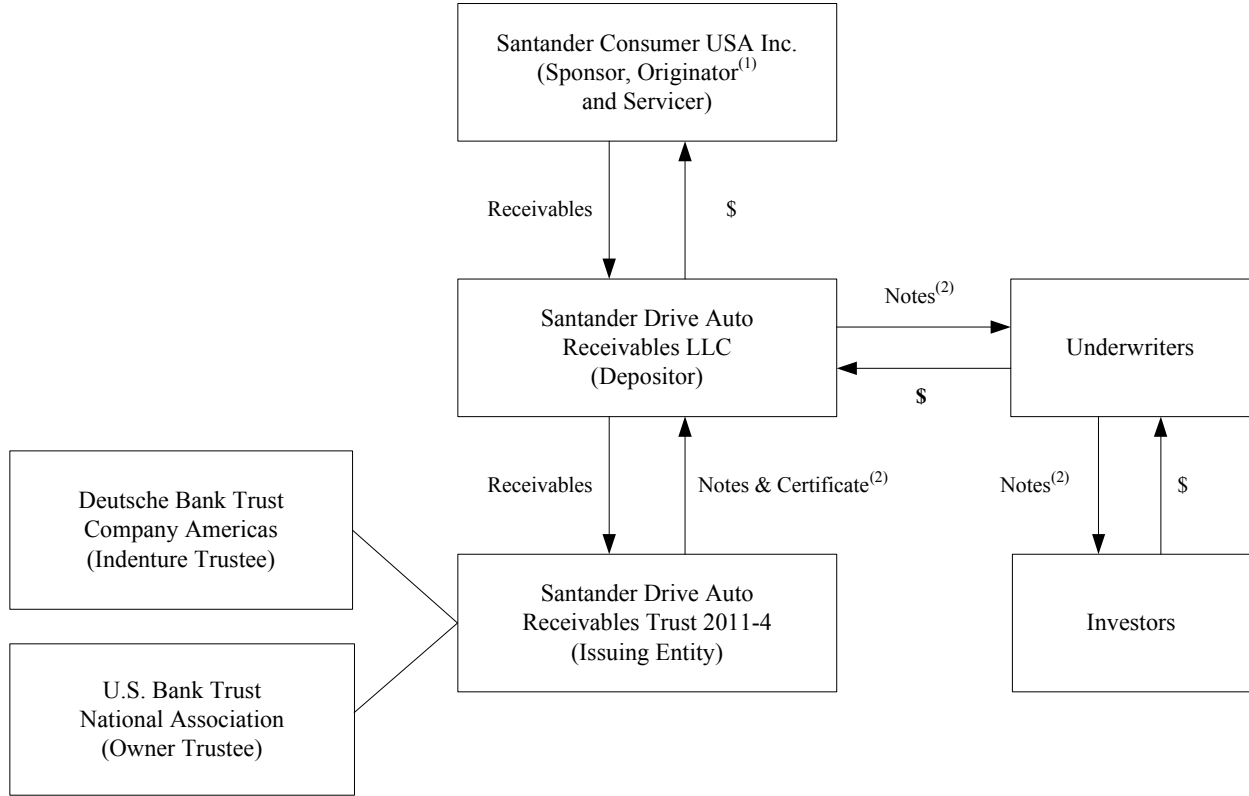 Santander Consumer USA Inc.
(Sponsor, Originator(1)
and Servicer)
Receivables
$
Santander Drive Auto
Receivables LLC
(Depositor)
Notes(2)
$
Underwriters
Receivables
Notes & Certificate(2)
Notes(2)
$
Deutsche Bank Trust
Company Americas
(Indenture Trustee)
Santander Drive Auto
Receivables Trust 2011-4
(Issuing Entity)
Investors
U.S. Bank Trust
National Association
(Owner Trustee)